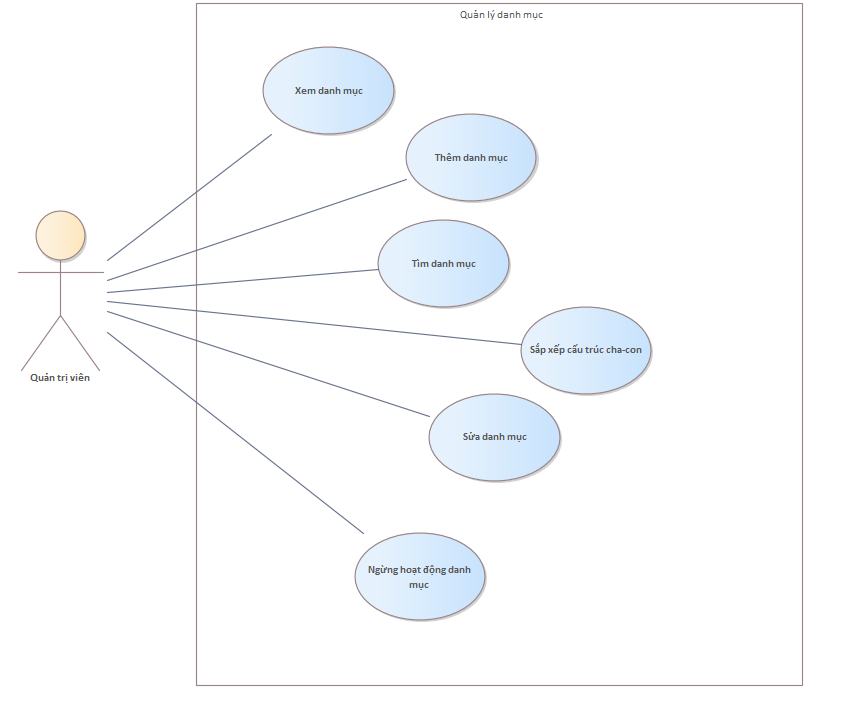 Quản lý danh mục
Xem danh mục
Thêm danh mục
Tìm danh mục
Sắp xếp cấu trúc cha-con
Quản trị viên
Sửa danh mục
Ngừng hoạt động danh
mục